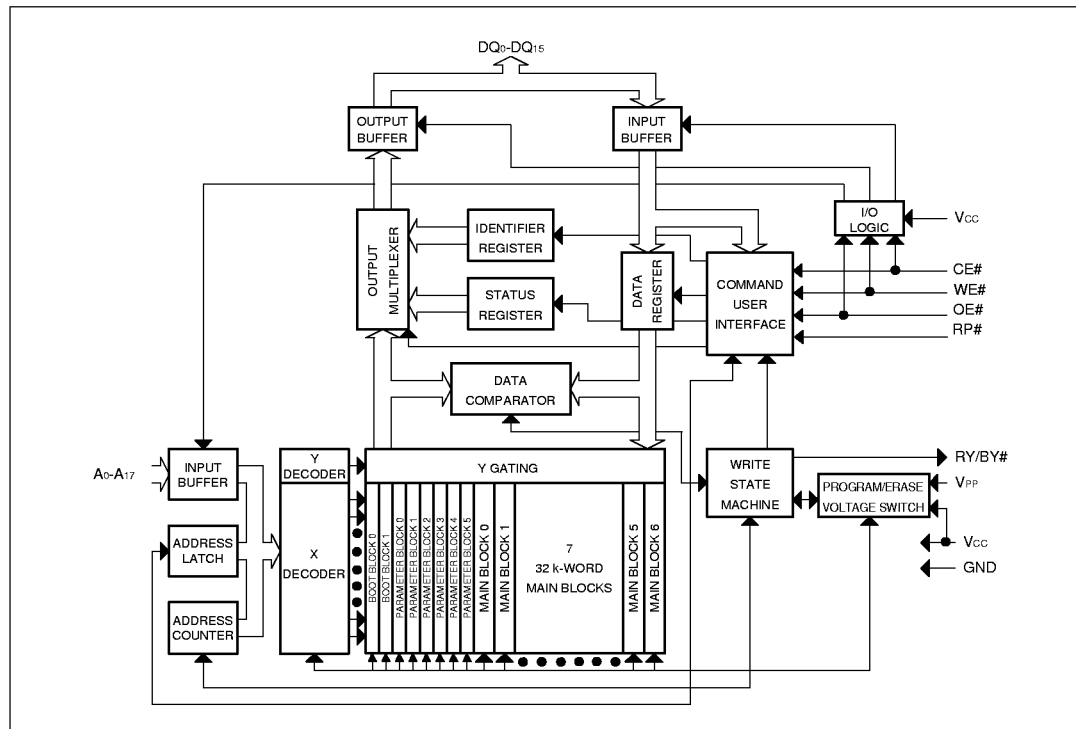 DQ0-DQ15
OUTPUT
BUFFER
INPUT
BUFFER
I/O
LOGIC
VCC
OUTPUT
MULTIPLEXER
IDENTIFIER
REGISTER
STATUS
REGISTER
DATA
REGISTER
COMMAND
USER
INTERFACE
CE#
WE#
OE#
RP#
DATA
COMPARATOR
A0-A17
INPUT
BUFFER
Y
DECODER
Y GATING
WRITE
STATE
MACHINE
RY/BY#
PROGRAM/ERASE
VOLTAGE SWITCH
VPP
VCC
GND
ADDRESS
LATCH
ADDRESS
COUNTER
X
DECODER
BOOT BLOCK 0
BOOT BLOCK 1
PARAMETER BLOCK 0
PARAMETER BLOCK 1
PARAMETER BLOCK 2
PARAMETER BLOCK 3
PARAMETER BLOCK 4
PARAMETER BLOCK 5
MAIN BLOCK 0
MAIN BLOCK 1
7
32 k-WORD
MAIN BLOCKS
MAIN BLOCK 5
MAIN BLOCK 6